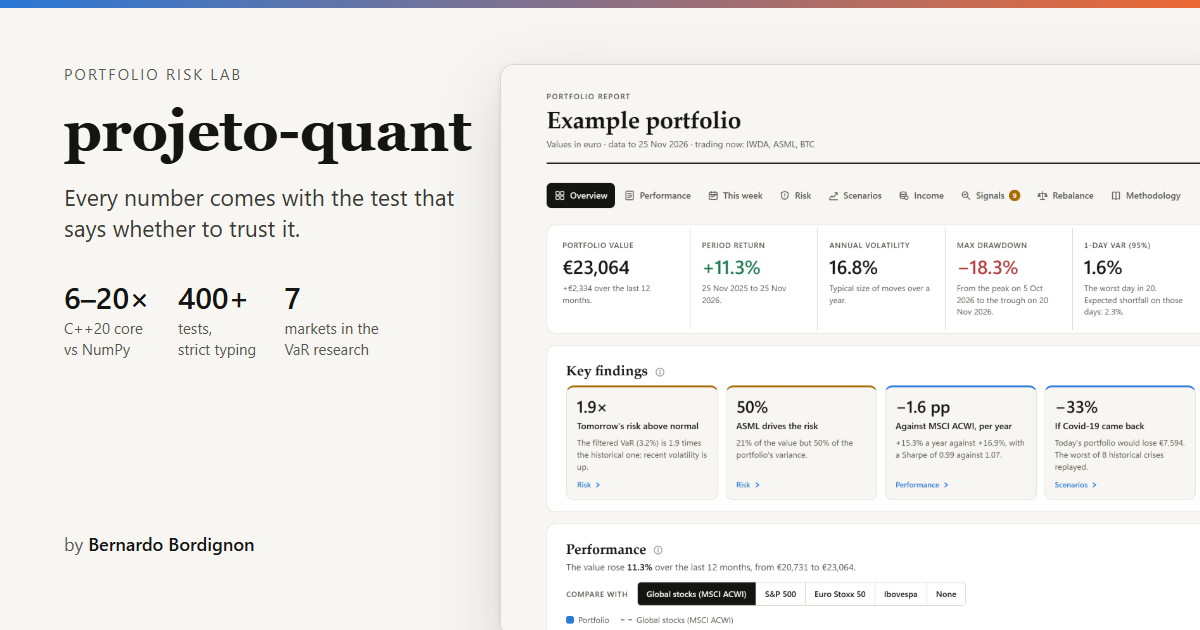 PORTFOLIO RISK LAB
projeto-quant
Every number comes with the test that
says whether to trust it.
6–20×
C++20 core
vs NumPy
400+
tests,
strict typing
7
markets in the
VaR research
by Bernardo Bordignon
PORTFOLIO REPORT
Example portfolio
Values in euro · data to 25 Nov 2026 · trading now: IWDA, ASML, BTC
Overview
Performance
This week
Risk
Scenarios
Income
Signals 9
Rebalance
Methodology
PORTFOLIO VALUE
€23,064
+€2,334 over the last 12
months.
PERIOD RETURN
+11.3%
25 Nov 2025 to 25 Nov
2026.
ANNUAL VOLATILITY
16.8%
Typical size of moves over a
year.
MAX DRAWDOWN
−18.3%
From the peak on 5 Oct
2026 to the trough on 20
Nov 2026.
1-DAY VAR (95%)
1.6%
The worst day in 20.
Expected shortfall on those
days: 2.3%.
Key findings
1.9×
Tomorrow's risk above normal
The filtered VaR (3.2%) is 1.9 times
the historical one: recent volatility is
up.
Risk >
50%
ASML drives the risk
21% of the value but 50% of the
portfolio's variance.
Risk >
−1.6 pp
Against MSCI ACWI, per year
+15.3% a year against +16.9%, with
a Sharpe of 0.99 against 1.07.
Performance >
−33%
If Covid-19 came back
Today's portfolio would lose €7,594.
The worst of 8 historical crises
replayed.
Scenarios >
Performance
The value rose 11.3% over the last 12 months, from €20,731 to €23,064.
COMPARE WITH
Global stocks (MSCI ACWI)
S&P 500
Euro Stoxx 50
Ibovespa
None
Portfolio
Global stocks (MSCI ACWI)